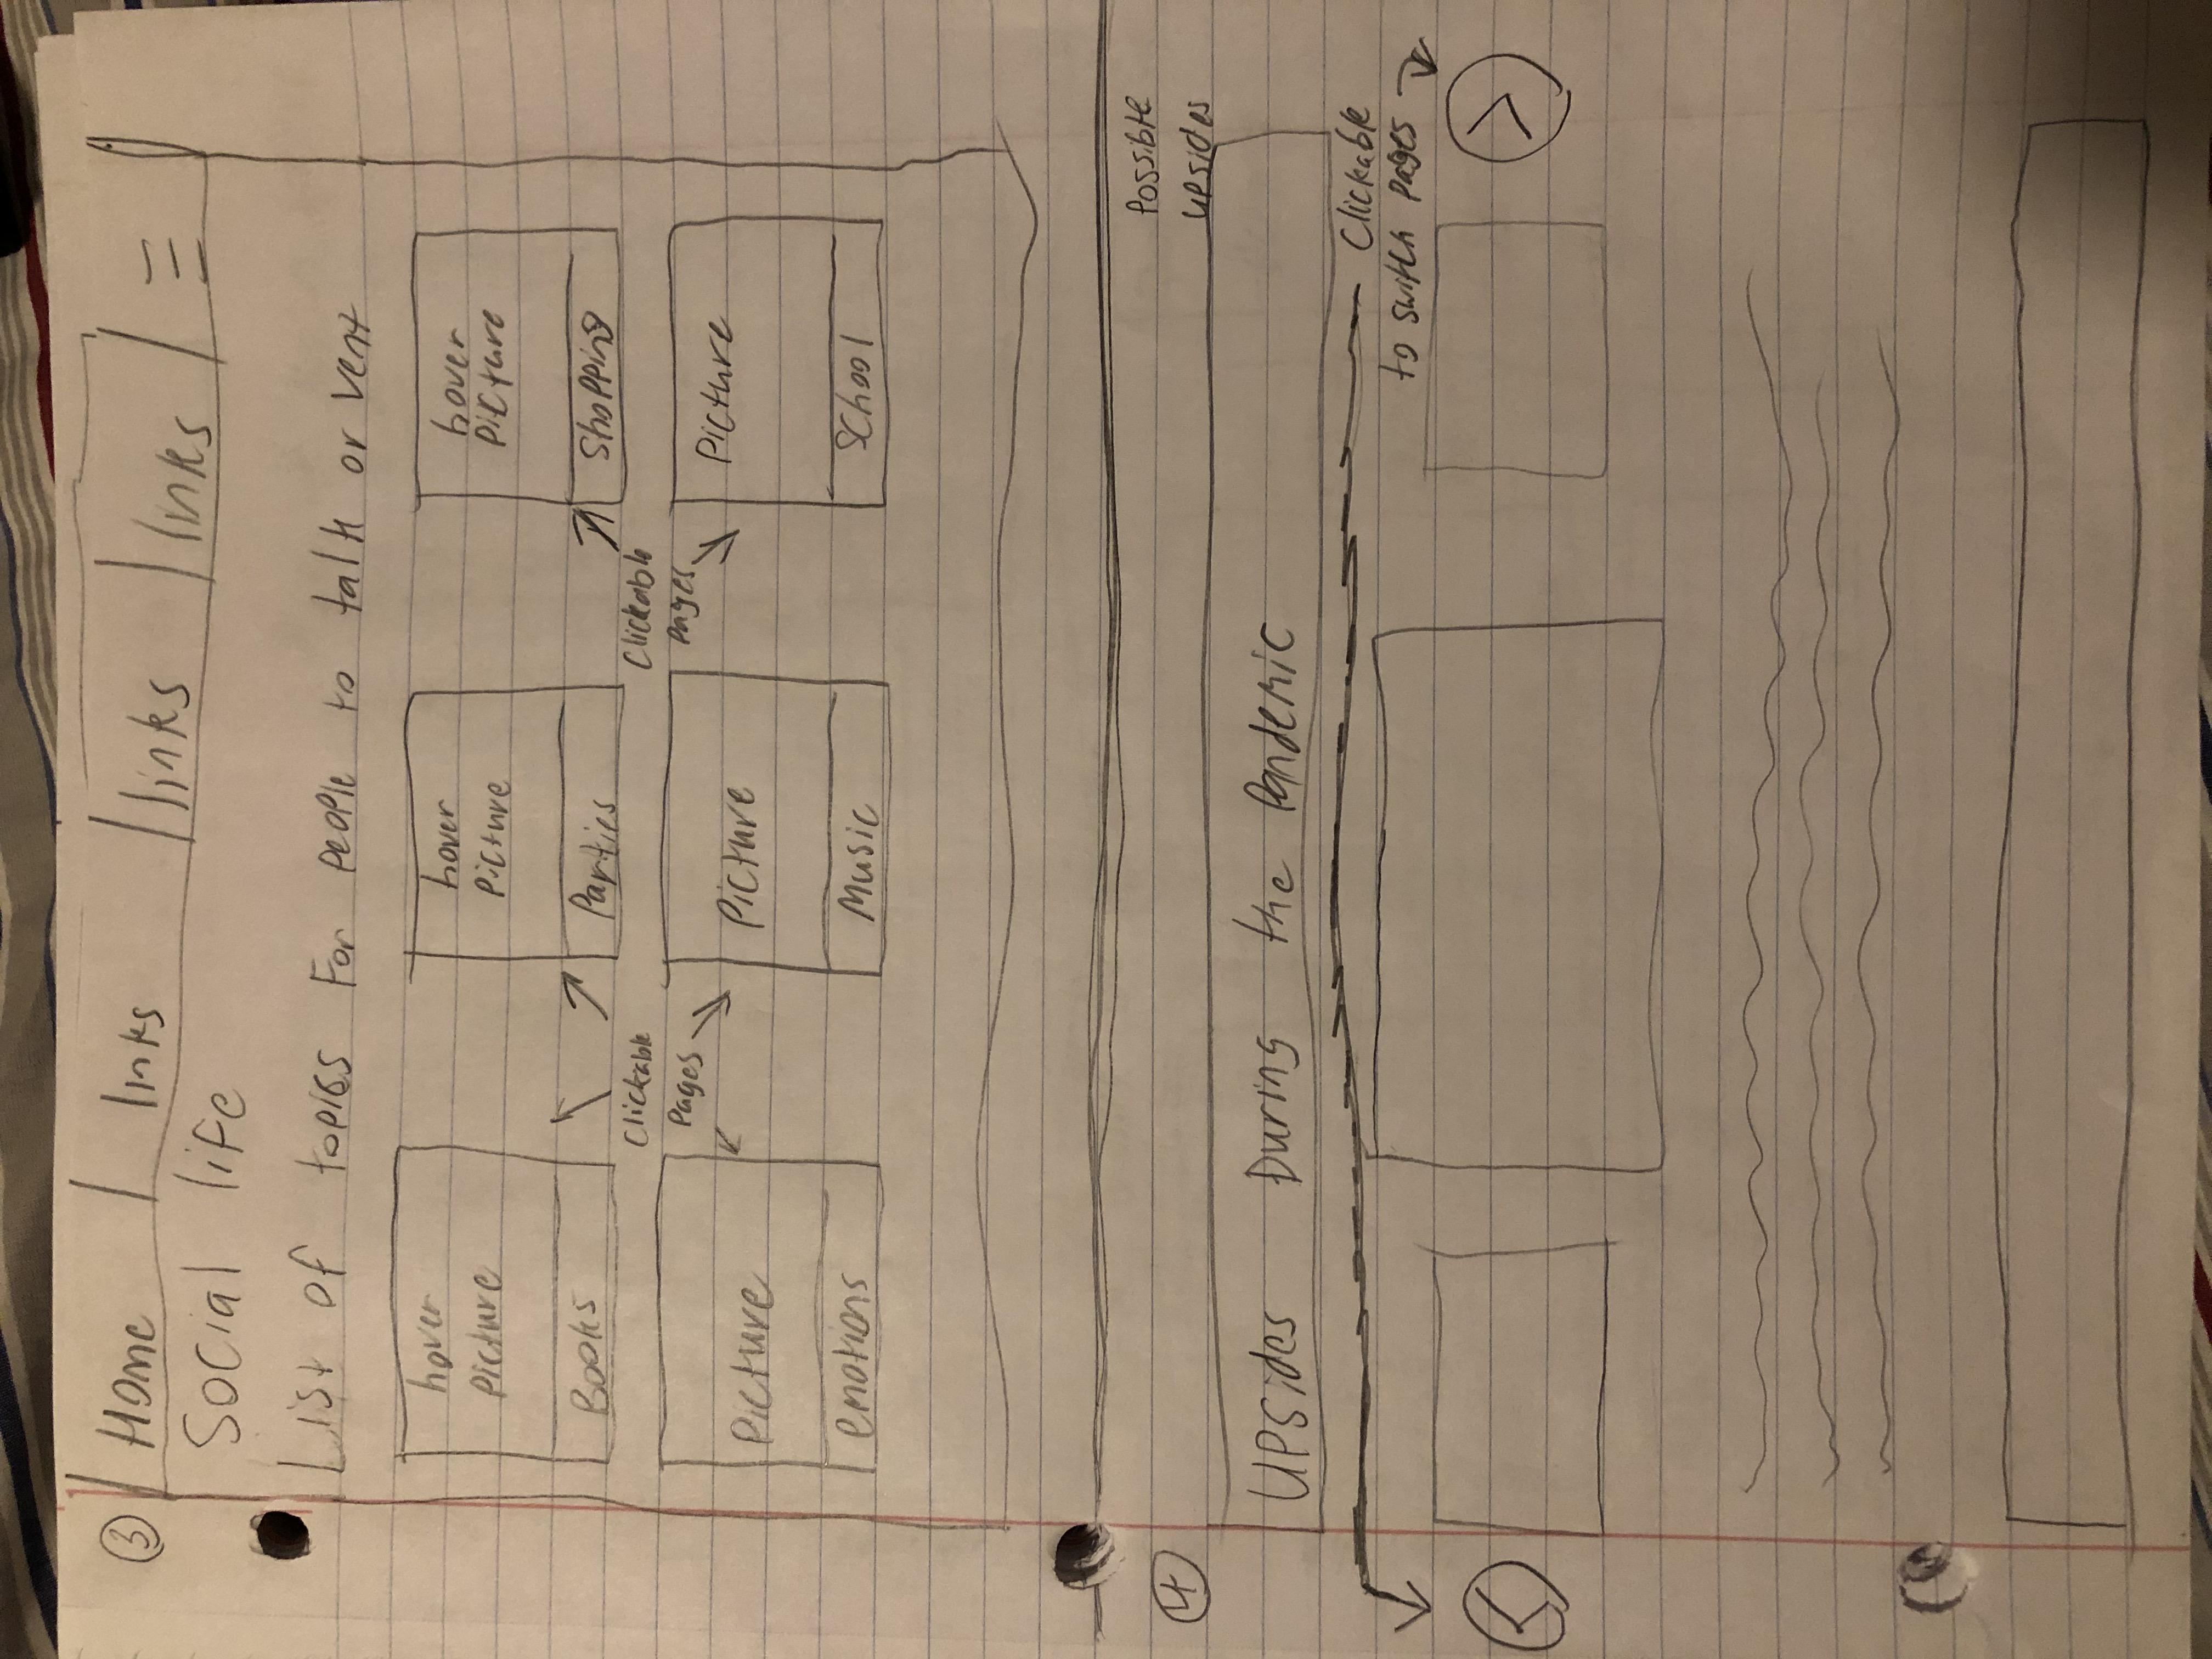 3 Home links links links
Social life
List of topics For People to talk or vent
hover hover hover
Picture Picture Picture
Books Parties Shopping
Clickable Clickable
Pages Pages
Picture Picture Picture
emotions Music School
4
Possible
upsides
Upsides During the Pandemic
Clickable
to switch pages
< >